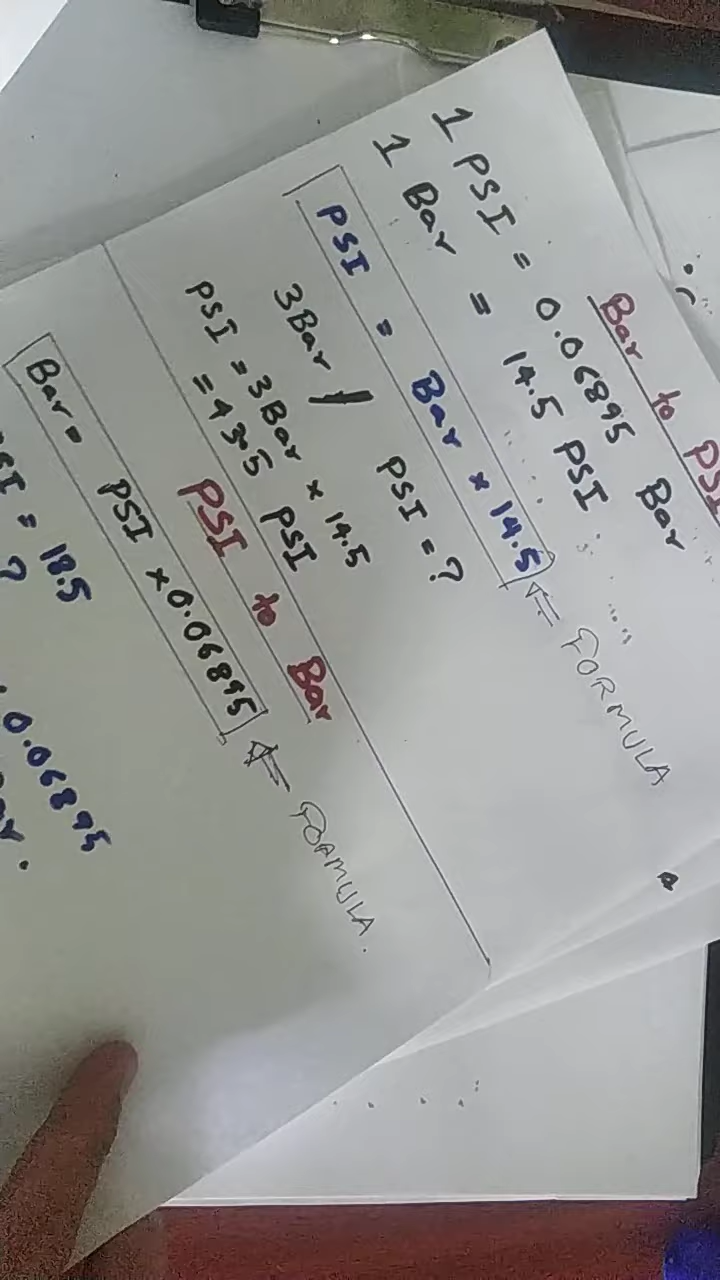 Bar to PSI
1 PSI = 0.06895 Bar
1 Bar = 14.5 PSI
PSI = Bar × 14.5
FORMULA
3Bar / PSI = ?
PSI = 3Bar × 14.5
= 43.5 PSI
PSI to Bar
Bar = PSI × 0.06895
FORMULA.
SI = 18.5
?
0.06895